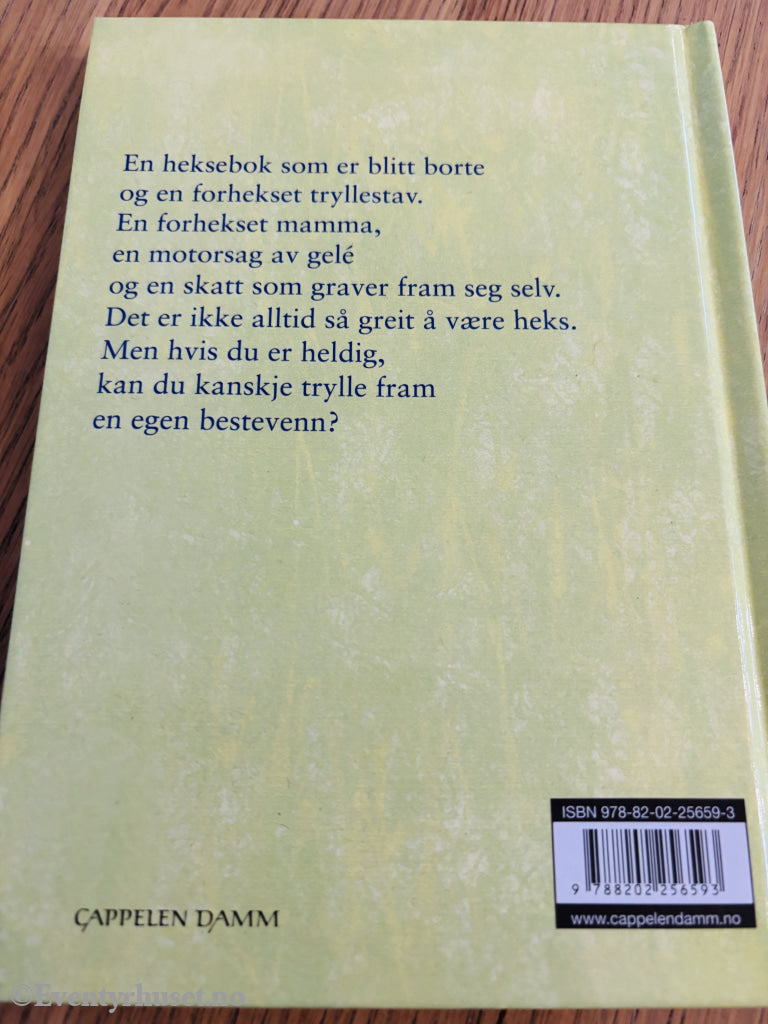 En heksebok som er blitt borte
og en forhekset tryllestav.
En forhekset mamma,
en motorsag av gelé
og en skatt som graver fram seg selv.
Det er ikke alltid så greit å være heks.
Men hvis du er heldig,
kan du kanskje trylle fram
en egen bestevenn?
ISBN 978-82-02-25659-3
9 788202 256593
www.cappelendamm.no
CAPPELEN DAMM
©Eventyrhuset.no